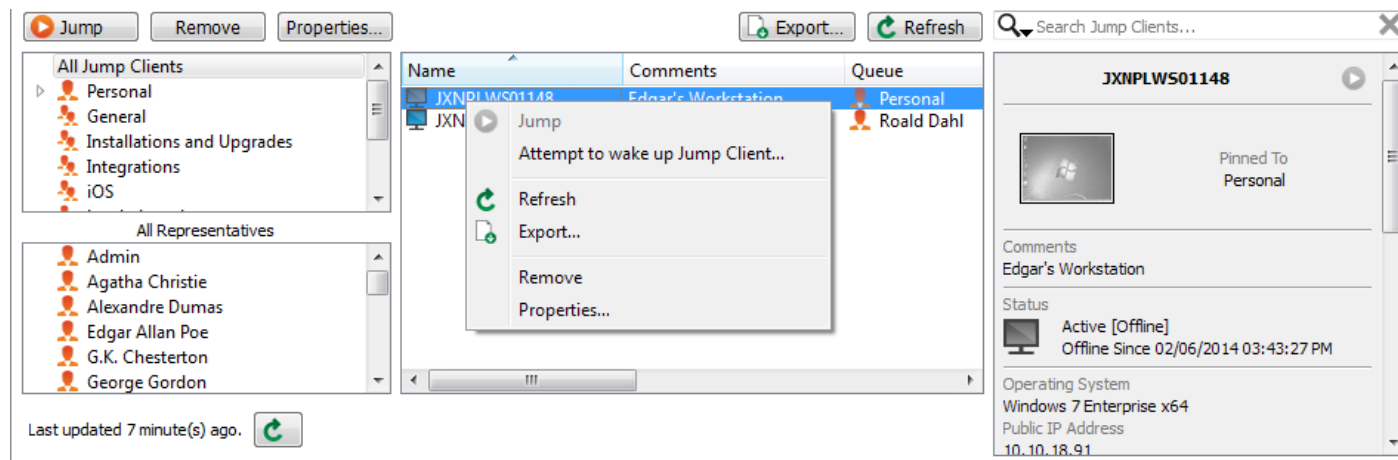 Jump Remove Properties... Export... Refresh Search Jump Clients...
All Jump Clients
Personal
General
Installations and Upgrades
Integrations
iOS
All Representatives
Admin
Agatha Christie
Alexandre Dumas
Edgar Allan Poe
G.K. Chesterton
George Gordon
Last updated 7 minute(s) ago.
Name Comments Queue
JXNPLWS01148 Edgar's Workstation Personal
JXN Roald Dahl
Jump
Attempt to wake up Jump Client...
Refresh
Export...
Remove
Properties...
JXNPLWS01148
Pinned To
Personal
Comments
Edgar's Workstation
Status
Active [Offline]
Offline Since 02/06/2014 03:43:27 PM
Operating System
Windows 7 Enterprise x64
Public IP Address
10.10.18.91